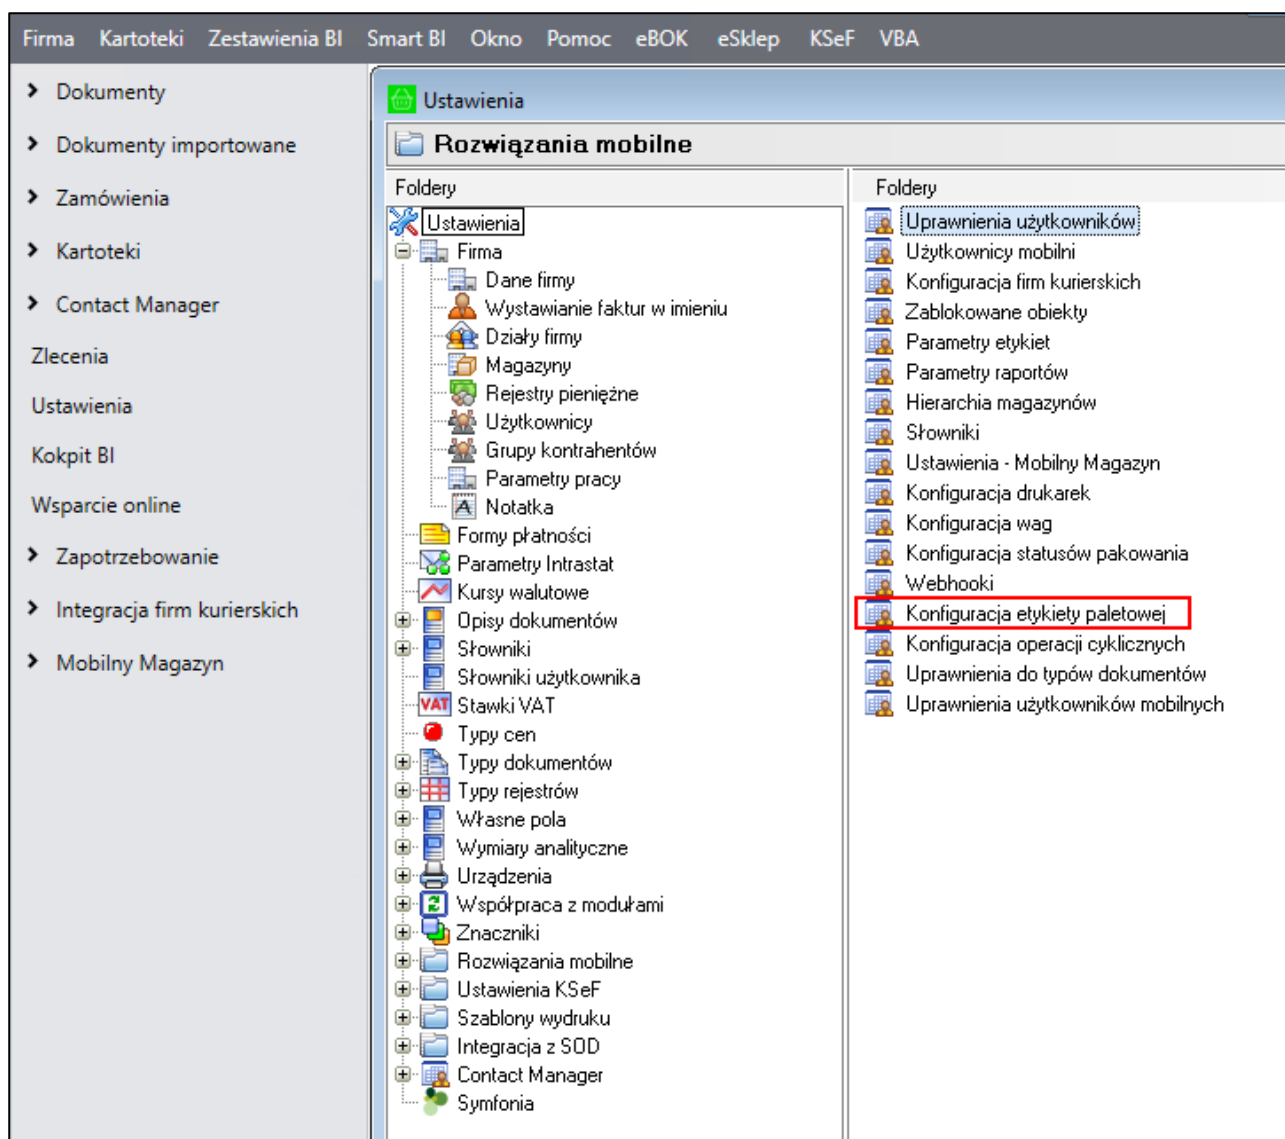 Firma Kartoteki Zestawienia BI Smart BI Okno Pomoc eBOK eSklep KSeF VBA
Dokumenty
Dokumenty importowane
Zamówienia
Kartoteki
Contact Manager
Zlecenia
Ustawienia
Kokpit BI
Wsparcie online
Zapotrzebowanie
Integracja firm kurierskich
Mobilny Magazyn
Ustawienia
Rozwiązania mobilne
Foldery
Ustawienia
Firma
Dane firmy
Wystawianie faktur w imieniu
Działy firmy
Magazyny
Rejestry pieniężne
Użytkownicy
Grupy kontrahentów
Parametry pracy
A Notatka
Formy płatności
Parametry Intrastat
Kursy walutowe
Opisy dokumentów
Słowniki
Słowniki użytkownika
VAT Stawki VAT
Typy cen
Typy dokumentów
Typy rejestrów
Własne pola
Wymiary analityczne
Urządzenia
Współpraca z modułami
Znaczniki
Rozwiązania mobilne
Ustawienia KSeF
Szablony wydruku
Integracja z SOD
Contact Manager
Symfonia
Foldery
Uprawnienia użytkowników
Użytkownicy mobilni
Konfiguracja firm kurierskich
Zablokowane obiekty
Parametry etykiet
Parametry raportów
Hierarchia magazynów
Słowniki
Ustawienia - Mobilny Magazyn
Konfiguracja drukarek
Konfiguracja wag
Konfiguracja statusów pakowania
Webhooki
Konfiguracja etykiety paletowej
Konfiguracja operacji cyklicznych
Uprawnienia do typów dokumentów
Uprawnienia użytkowników mobilnych